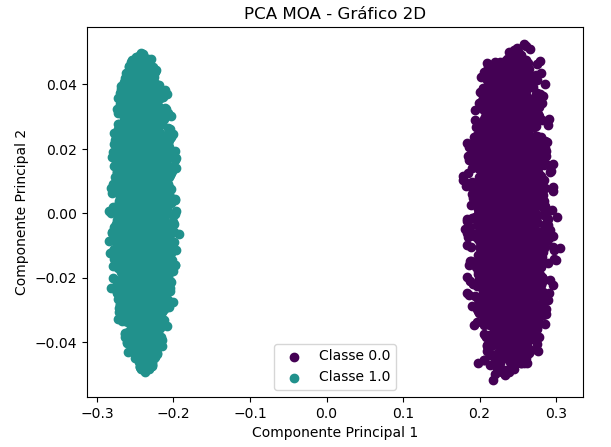 PCA MOA - Gráfico 2D
Componente Principal 2
0.04
0.02
0.00
−0.02
−0.04
Classe 0.0
Classe 1.0
−0.3 −0.2 −0.1 0.0 0.1 0.2 0.3
Componente Principal 1